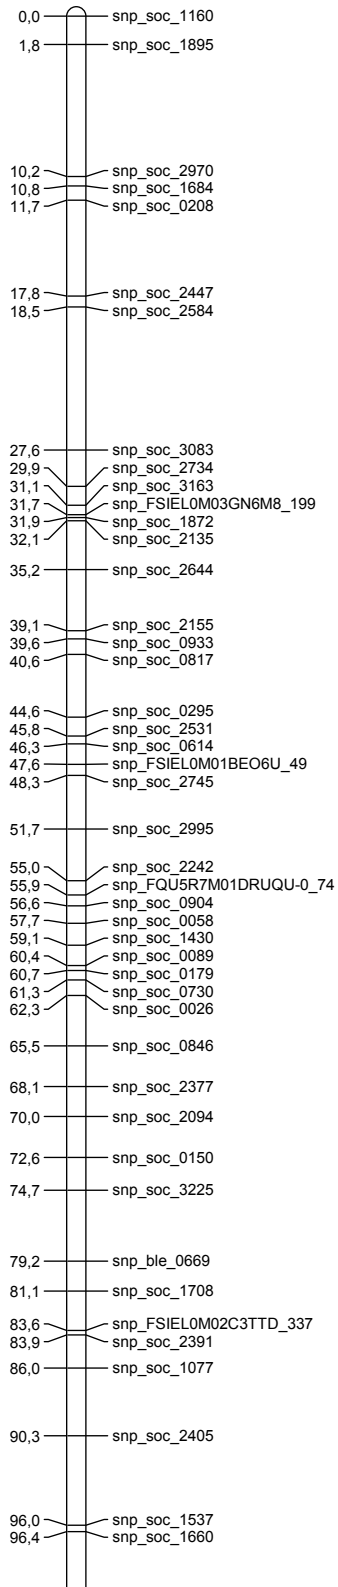 0,0 snp_soc_1160
1,8 snp_soc_1895
10,2 snp_soc_2970
10,8 snp_soc_1684
11,7 snp_soc_0208
17,8 snp_soc_2447
18,5 snp_soc_2584
27,6 snp_soc_3083
29,9 snp_soc_2734
31,1 snp_soc_3163
31,7 snp_FSIEL0M03GN6M8_199
31,9 snp_soc_1872
32,1 snp_soc_2135
35,2 snp_soc_2644
39,1 snp_soc_2155
39,6 snp_soc_0933
40,6 snp_soc_0817
44,6 snp_soc_0295
45,8 snp_soc_2531
46,3 snp_soc_0614
47,6 snp_FSIEL0M01BEO6U_49
48,3 snp_soc_2745
51,7 snp_soc_2995
55,0 snp_soc_2242
55,9 snp_FQU5R7M01DRUQU-0_74
56,6 snp_soc_0904
57,7 snp_soc_0058
59,1 snp_soc_1430
60,4 snp_soc_0089
60,7 snp_soc_0179
61,3 snp_soc_0730
62,3 snp_soc_0026
65,5 snp_soc_0846
68,1 snp_soc_2377
70,0 snp_soc_2094
72,6 snp_soc_0150
74,7 snp_soc_3225
79,2 snp_ble_0669
81,1 snp_soc_1708
83,6 snp_FSIEL0M02C3TTD_337
83,9 snp_soc_2391
86,0 snp_soc_1077
90,3 snp_soc_2405
96,0 snp_soc_1537
96,4 snp_soc_1660